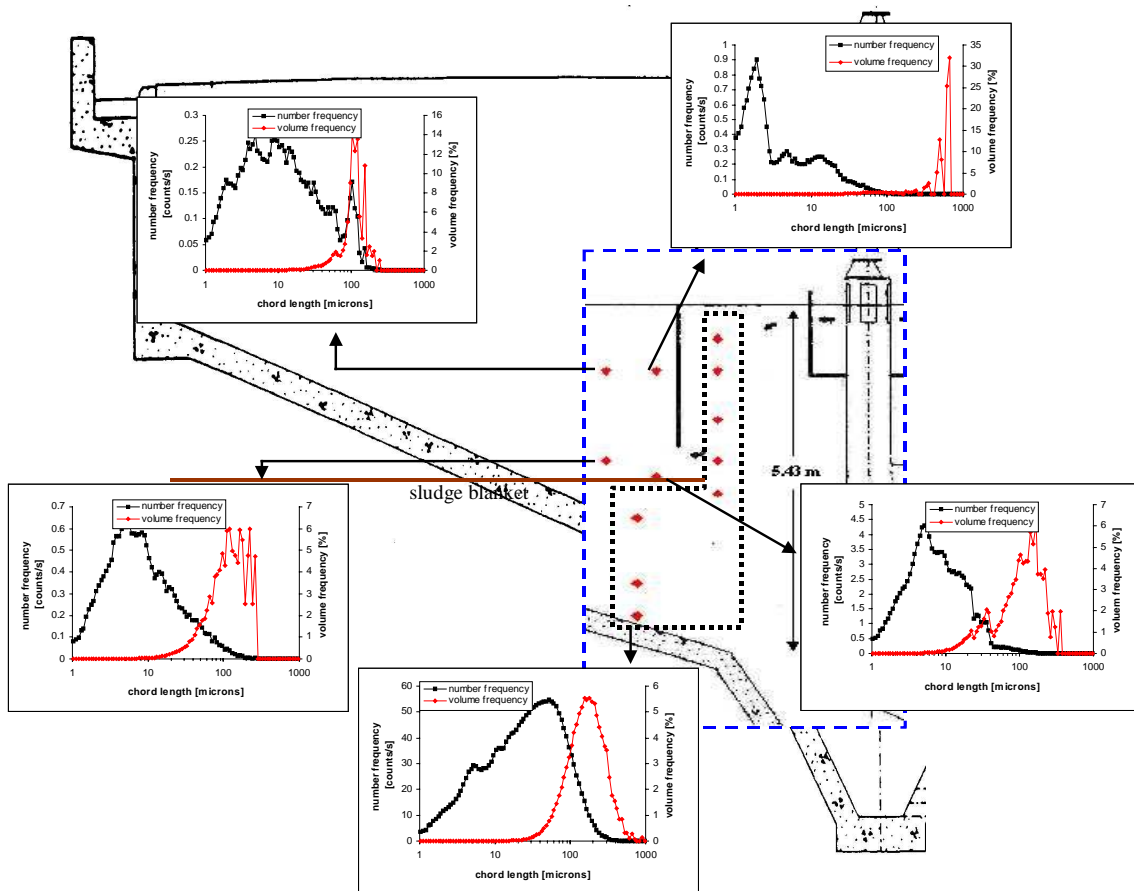 number frequency
volume frequency
number frequency
[counts/s]
1
0.9
0.8
0.7
0.6
0.5
0.4
0.3
0.2
0.1
0
35
30
25
20
15
10
5
0
volume frequency [%]
1 10 100 1000
chord length [microns]
number frequency
volume frequency
number frequency
[counts/s]
0.3
0.25
0.2
0.15
0.1
0.05
0
16
14
12
10
8
6
4
2
0
volume frequency [%]
1 10 100 1000
chord length [microns]
5.43 m
sludge blanket
number frequency
volume frequency
number frequency
[counts/s]
0.7
0.6
0.5
0.4
0.3
0.2
0.1
0
7
6
5
4
3
2
1
0
volume frequency [%]
1 10 100 1000
chord length [microns]
number frequency
volume frequency
number frequency
[counts/s]
5
4.5
4
3.5
3
2.5
2
1.5
1
0.5
0
7
6
5
4
3
2
1
0
voluem frequency [%]
1 10 100 1000
chord length [microns]
number frequency
volume frequency
number frequency
[counts/s]
60
50
40
30
20
10
0
6
5
4
3
2
1
0
volume frequency [%]
1 10 100 1000
chord length [microns]